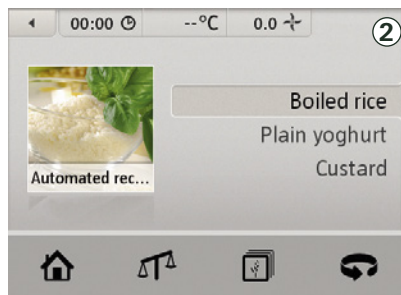 00:00 --°C 0.0
2
Boiled rice
Plain yoghurt
Custard
Automated rec...